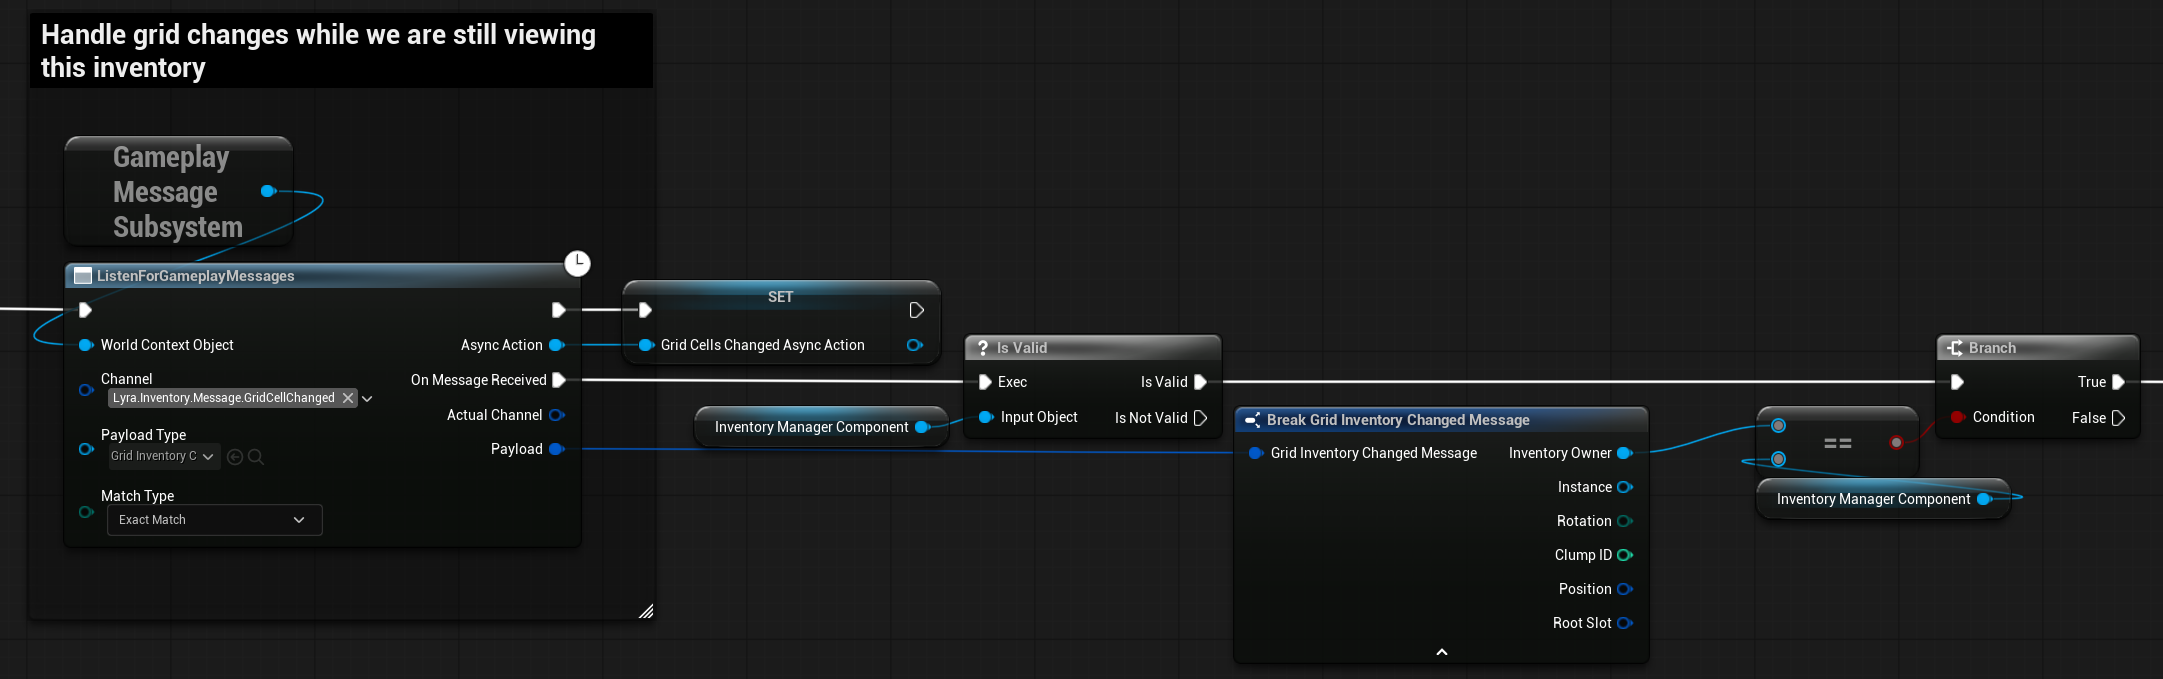 Handle grid changes while we are still viewing
this inventory
Gameplay
Message
Subsystem
ListenForGameplayMessages
World Context Object
Async Action
Channel
Lyra.Inventory.Message.GridCellChanged
On Message Received
Actual Channel
Payload Type
Grid Inventory C
Payload
Match Type
Exact Match
SET
Grid Cells Changed Async Action
Inventory Manager Component
? Is Valid
Exec
Is Valid
Input Object
Is Not Valid
Break Grid Inventory Changed Message
Grid Inventory Changed Message
Inventory Owner
Instance
Rotation
Clump ID
Position
Root Slot
==
Inventory Manager Component
Branch
True
Condition
False